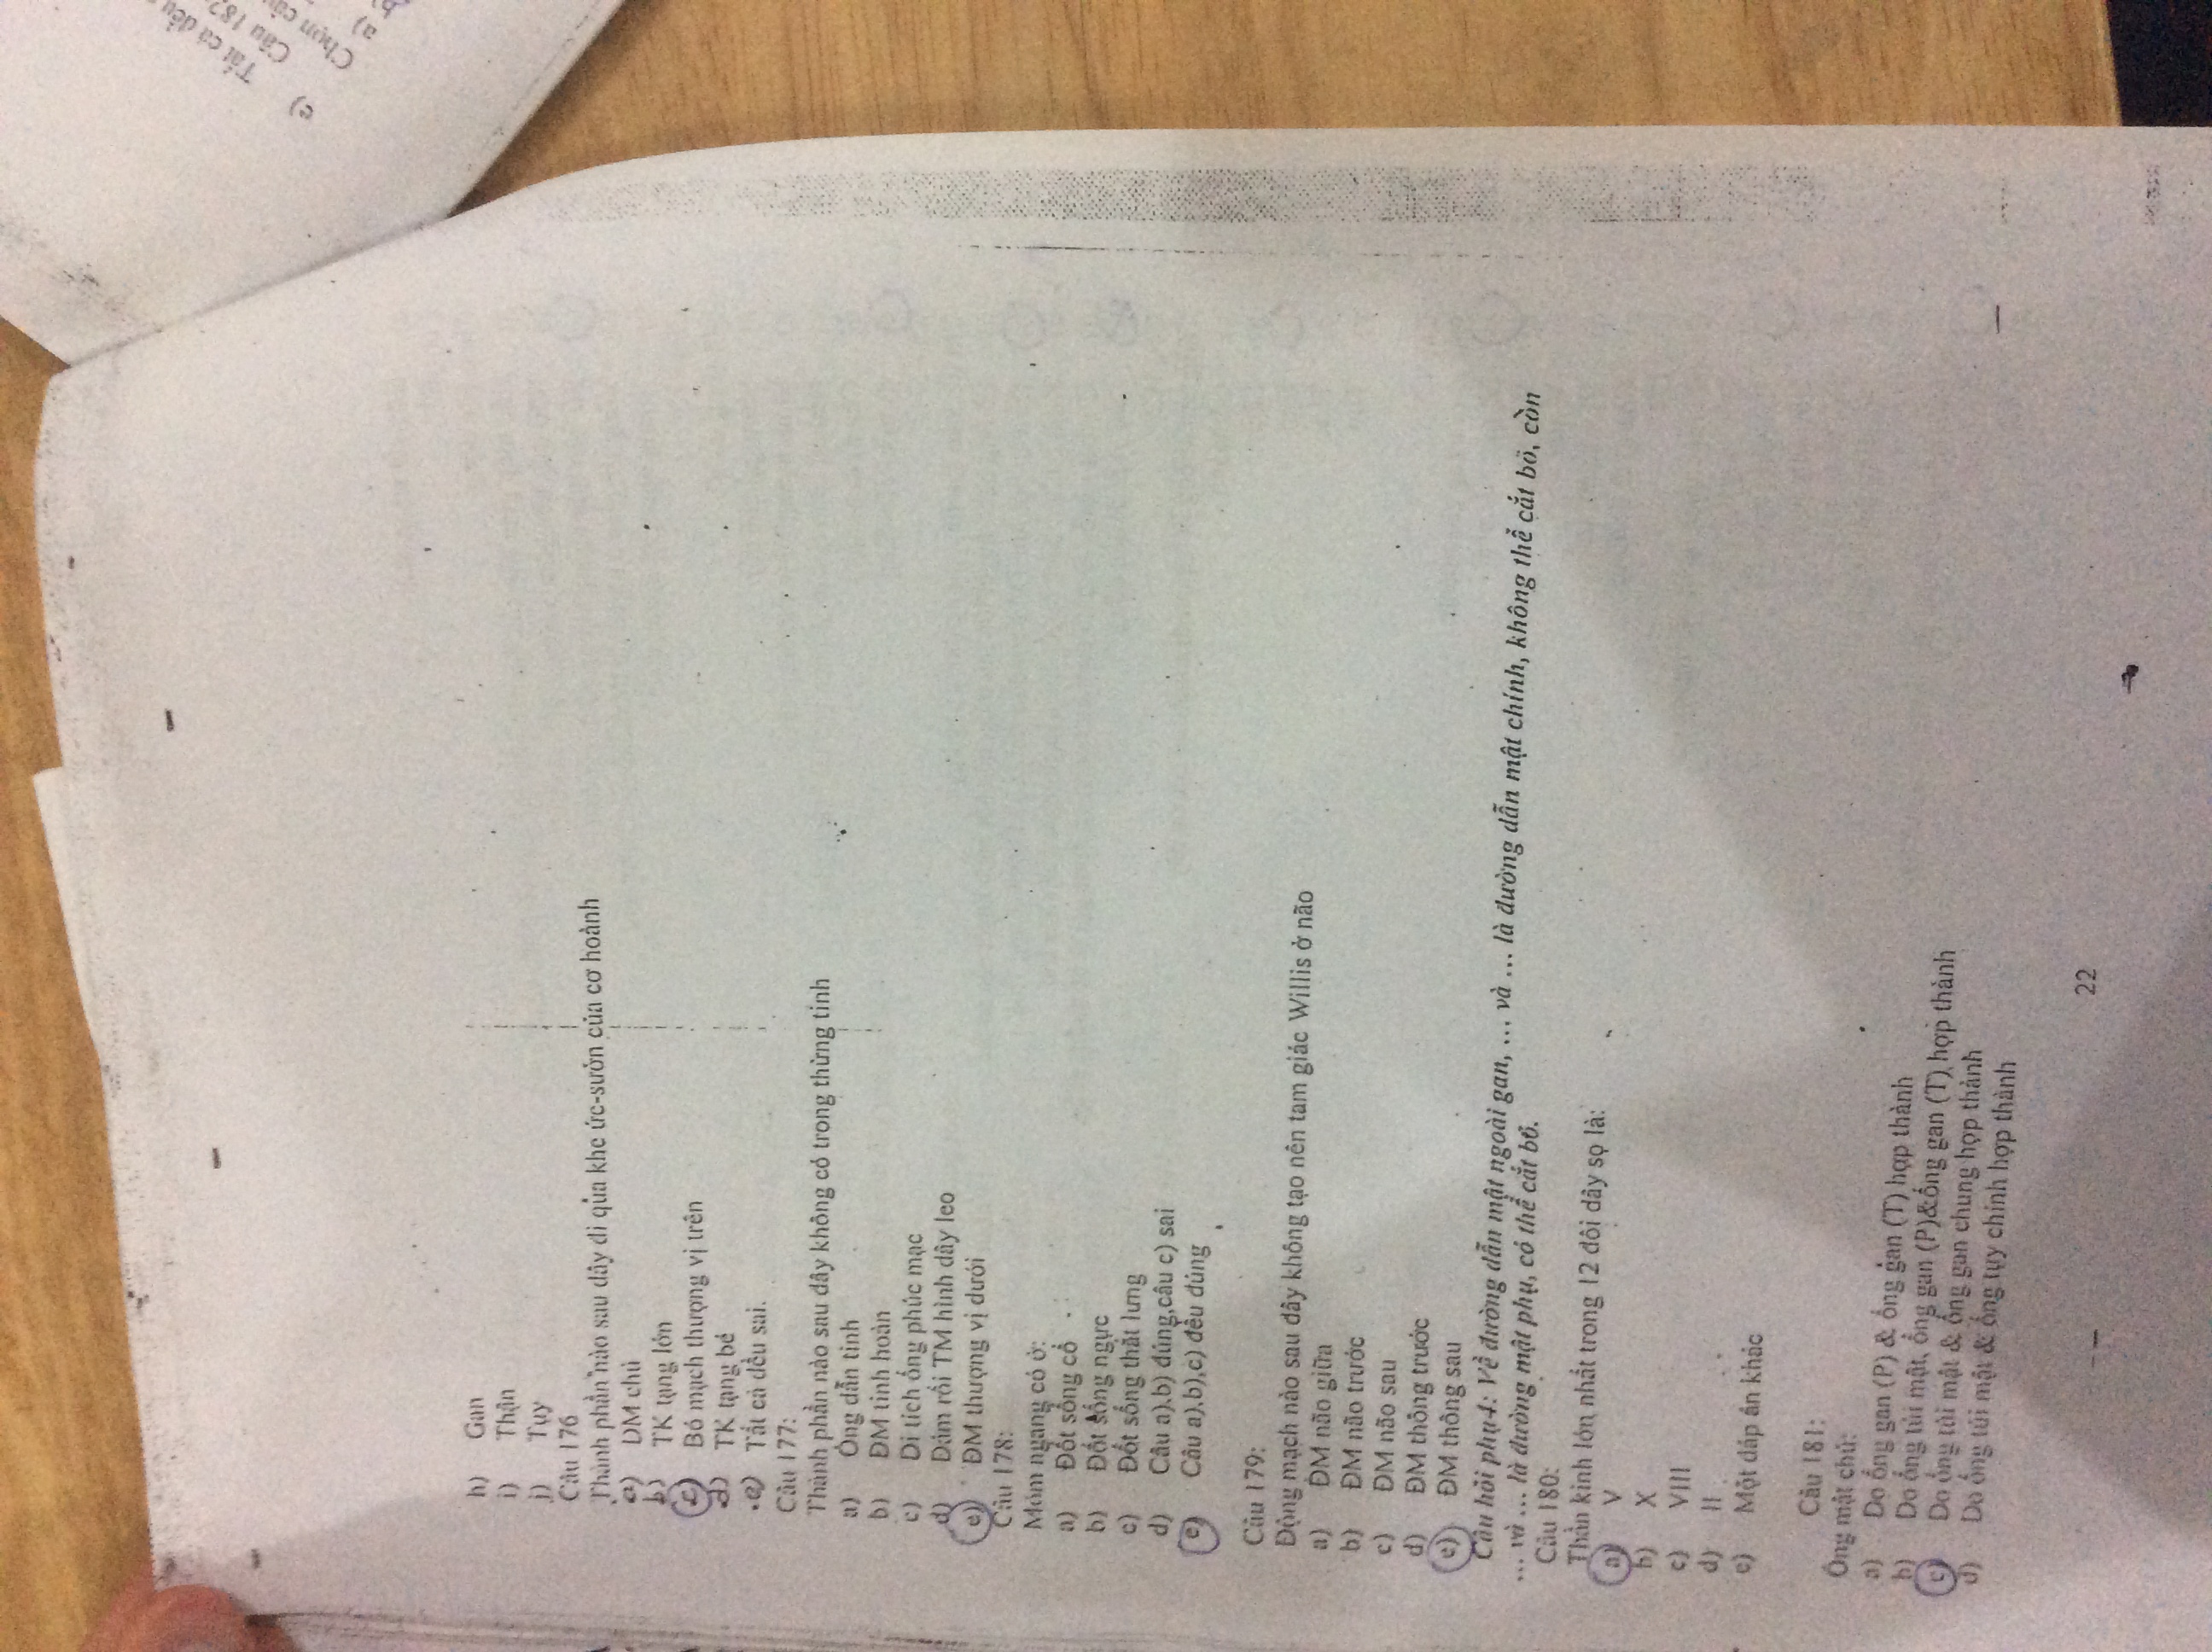 h) Gan
i) Thận
j) Tụy
Câu 176
Thành phần nào sau đây đi qua khe ức-sườn của cơ hoành
a) ĐM chủ
b) TK tạng lớn
c) Bó mạch thượng vị trên
d) TK tạng bé
e) Tất cả đều sai.
Câu 177:
Thành phần nào sau đây không có trong thừng tinh
a) Ống dẫn tinh
b) ĐM tinh hoàn
c) Di tích ống phúc mạc
d) Đám rối TM hình dây leo
e) ĐM thượng vị dưới
Câu 178:
Mỏm ngang có ở:
a) Đốt sống cổ
b) Đốt sống ngực
c) Đốt sống thắt lưng
d) Câu a),b) đúng,câu c) sai
e) Câu a),b),c) đều đúng
Câu 179:
Động mạch nào sau đây không tạo nên tam giác Willis ở não
a) ĐM não giữa
b) ĐM não trước
c) ĐM não sau
d) ĐM thông trước
e) ĐM thông sau
Câu hỏi phụ 4: Về đường dẫn mật ngoài gan, ... và ... là đường dẫn mật chính, không thể cắt bỏ, còn
... và ... là đường mật phụ, có thể cắt bỏ.
Câu 180:
Thần kinh lớn nhất trong 12 đôi dây sọ là:
a) V
b) X
c) VIII
d) II
e) Một đáp án khác
Câu 181:
Ống mật chủ:
a) Do ống gan (P) & ống gan (T) hợp thành
b) Do ống túi mật, ống gan (P)&ống gan (T) hợp thành
c) Do ống túi mật & ống gan chung hợp thành
d) Do ống túi mật & ống tụy chính hợp thành
22
e) Tất cả đều
Câu 182
Chọn câu
a)
b)